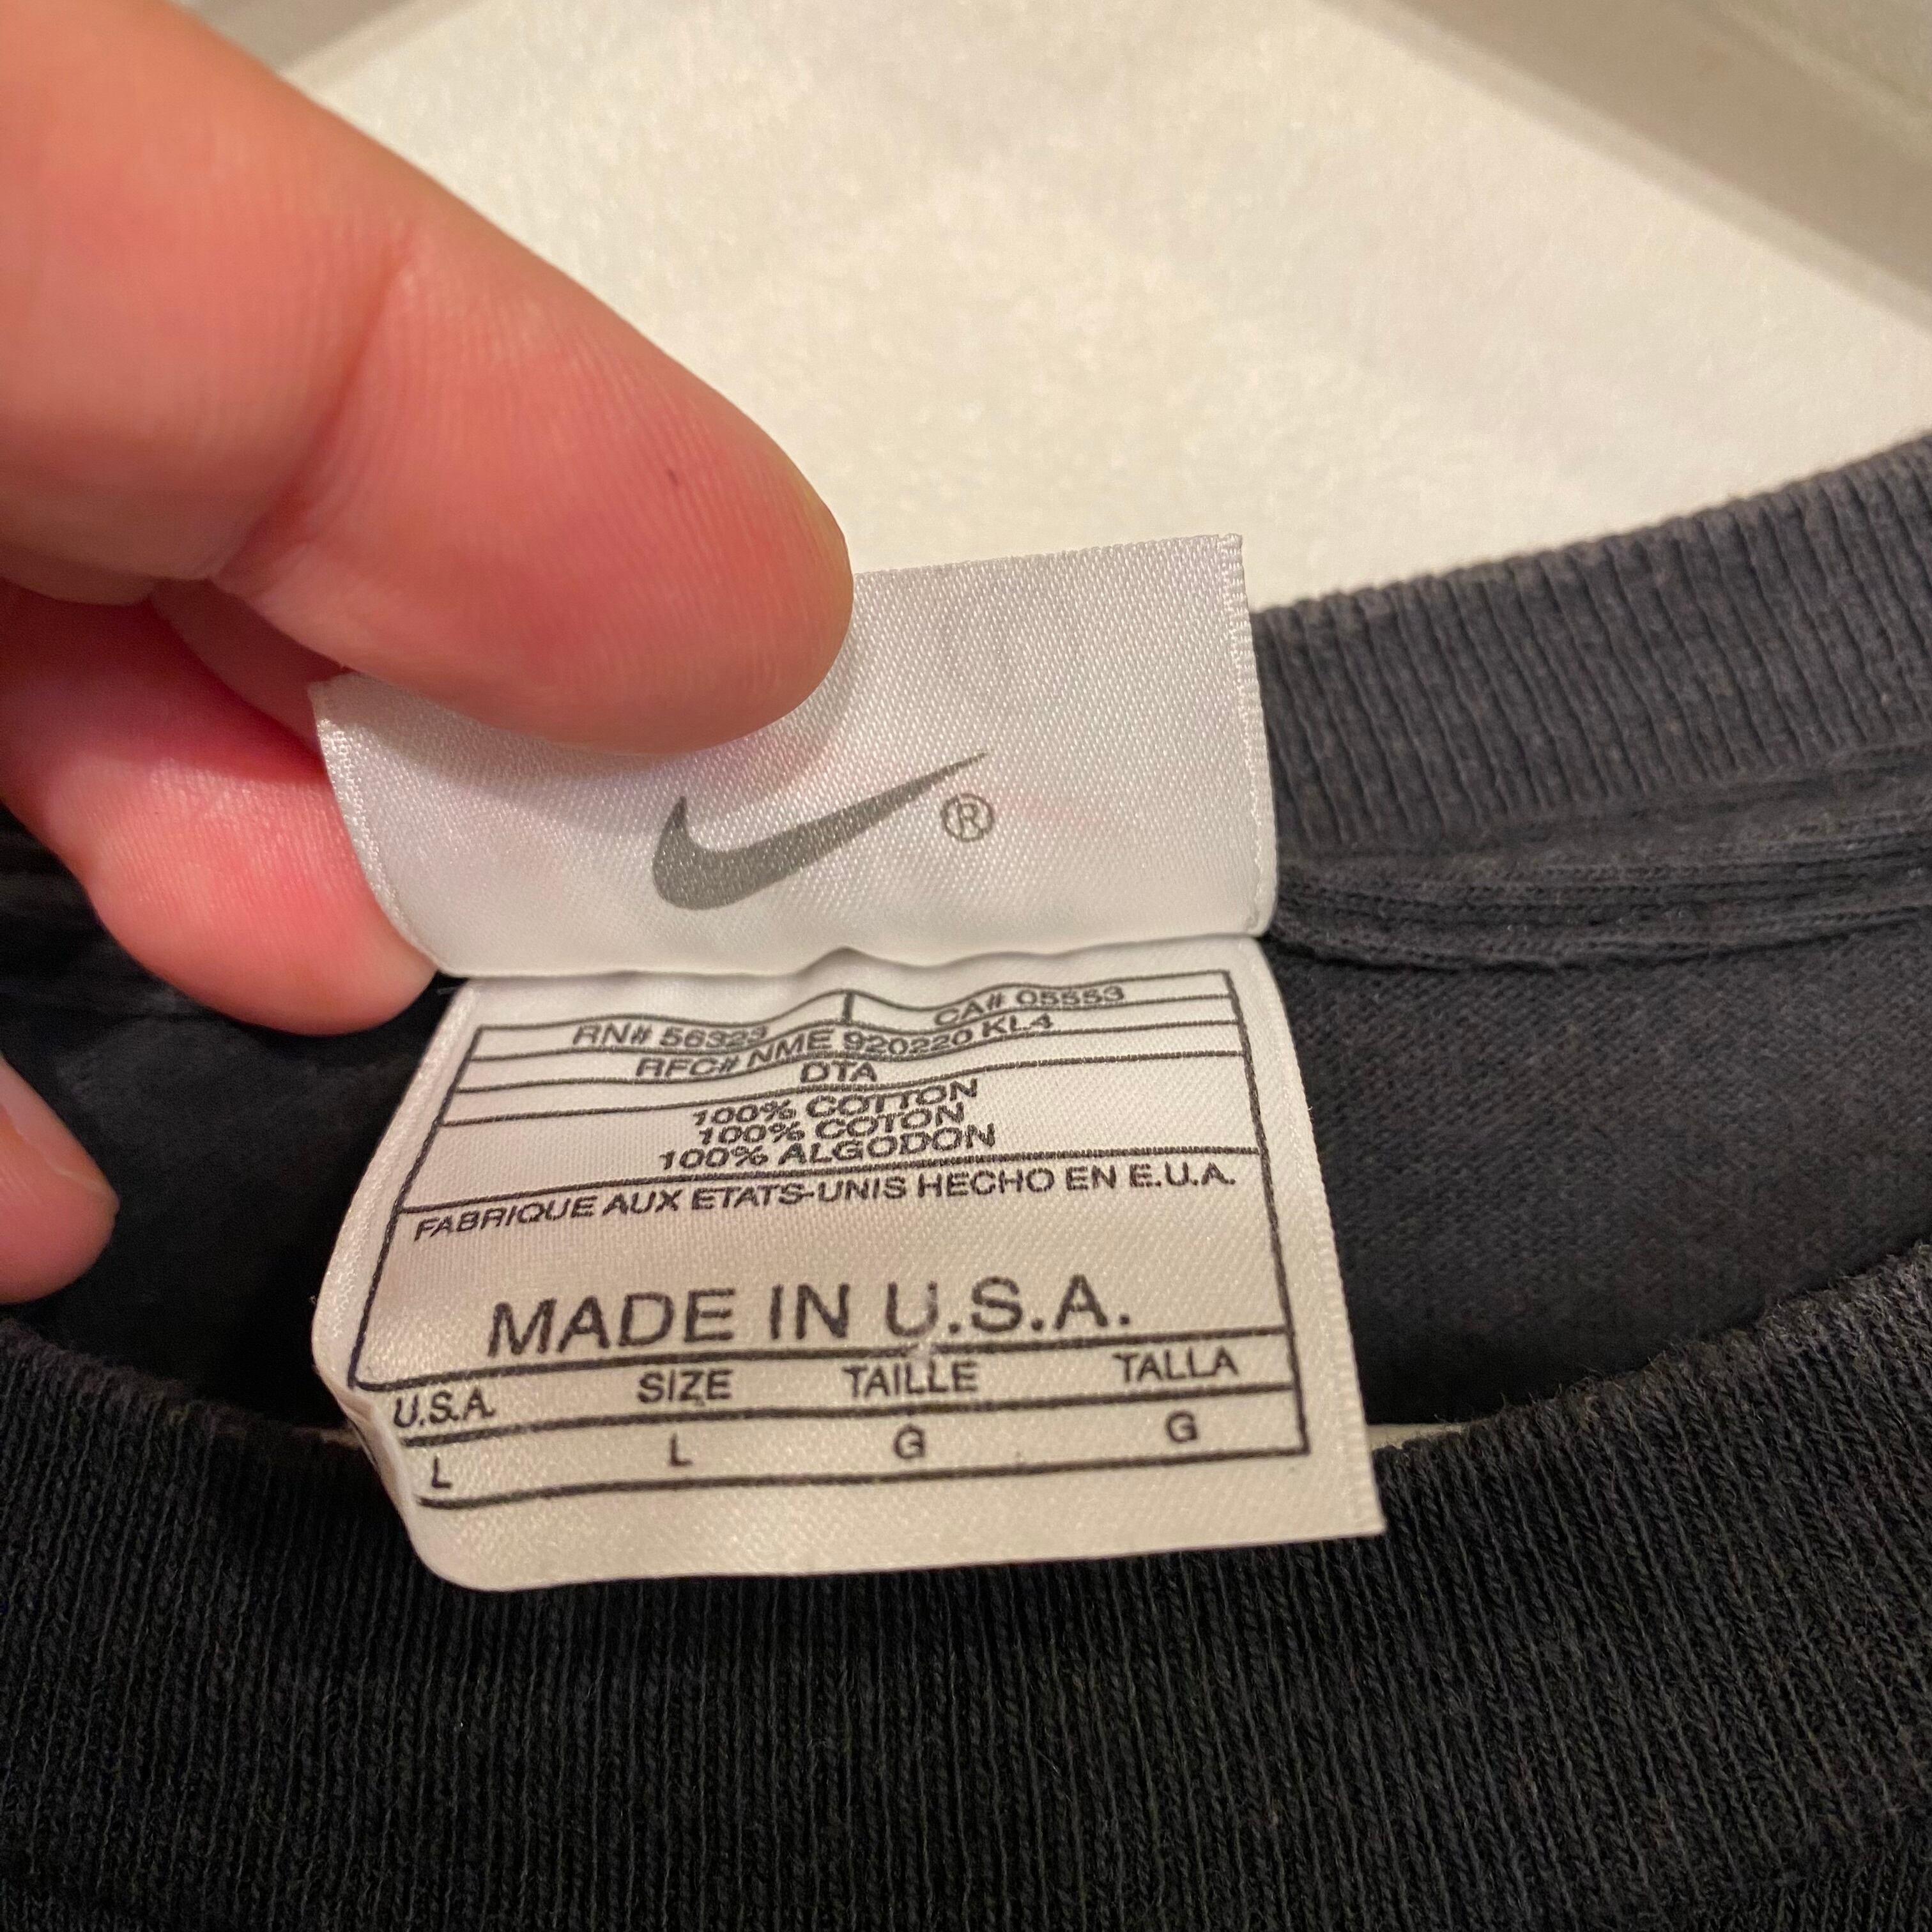 ®
RN# 56323 CA# 05553
RFC# NME 920220 KL4
DTA
100% COTTON
100% COTON
100% ALGODON
FABRIQUE AUX ETATS-UNIS HECHO EN E.U.A.
MADE IN U.S.A.
U.S.A. SIZE TAILLE TALLA
L L G G